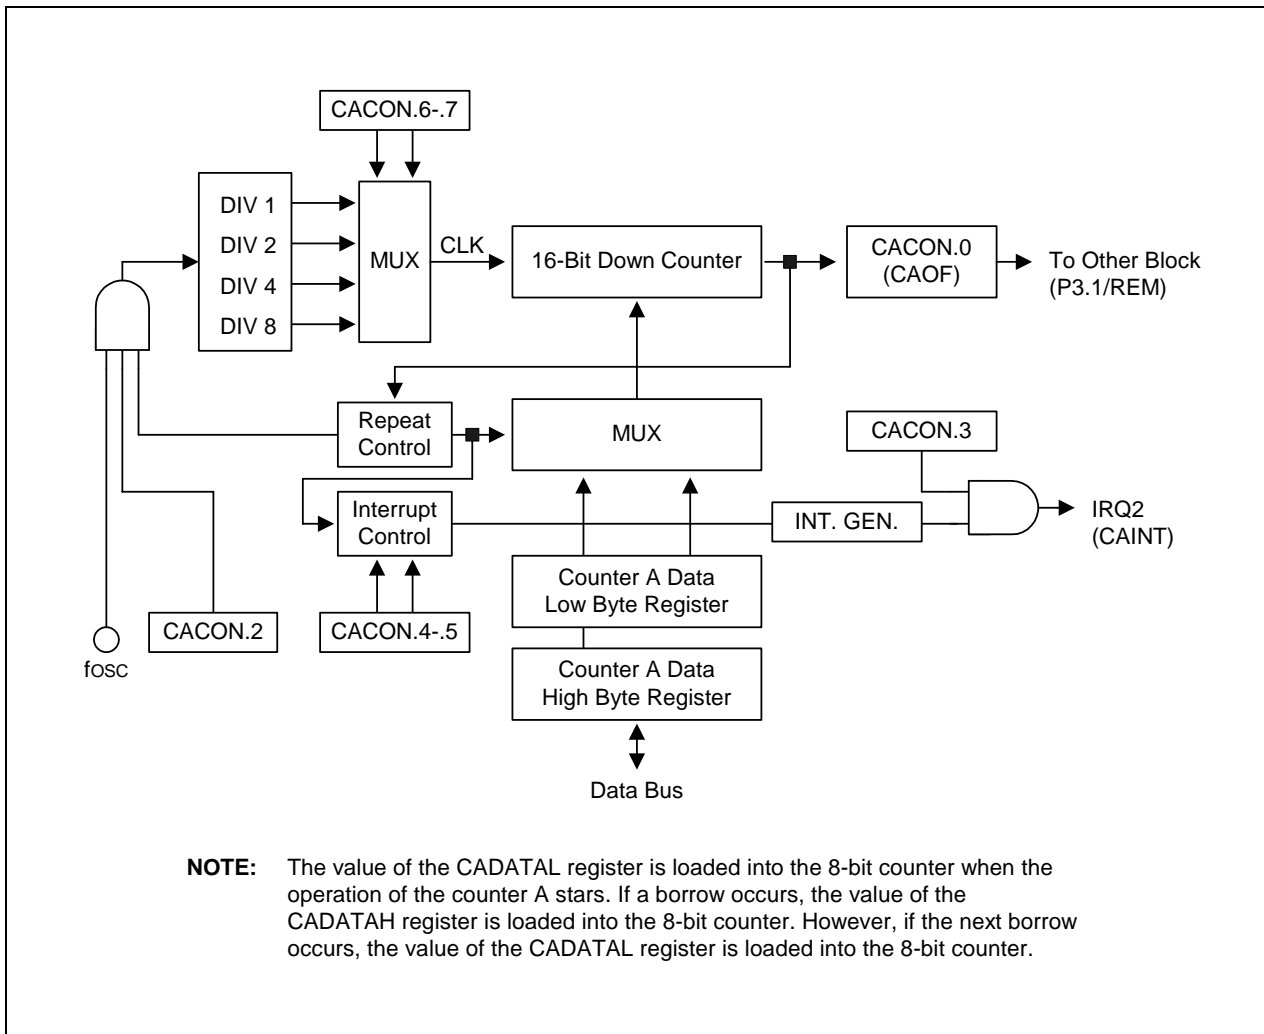 CACON.6-.7
DIV 1
DIV 2
DIV 4
DIV 8
MUX
CLK
16-Bit Down Counter
CACON.0
(CAOF)
To Other Block
(P3.1/REM)
Repeat
Control
MUX
CACON.3
Interrupt
Control
INT. GEN.
IRQ2
(CAINT)
Counter A Data
Low Byte Register
CACON.2
CACON.4-.5
fOSC
Counter A Data
High Byte Register
Data Bus
NOTE: The value of the CADATAL register is loaded into the 8-bit counter when the
operation of the counter A stars. If a borrow occurs, the value of the
CADATAH register is loaded into the 8-bit counter. However, if the next borrow
occurs, the value of the CADATAL register is loaded into the 8-bit counter.